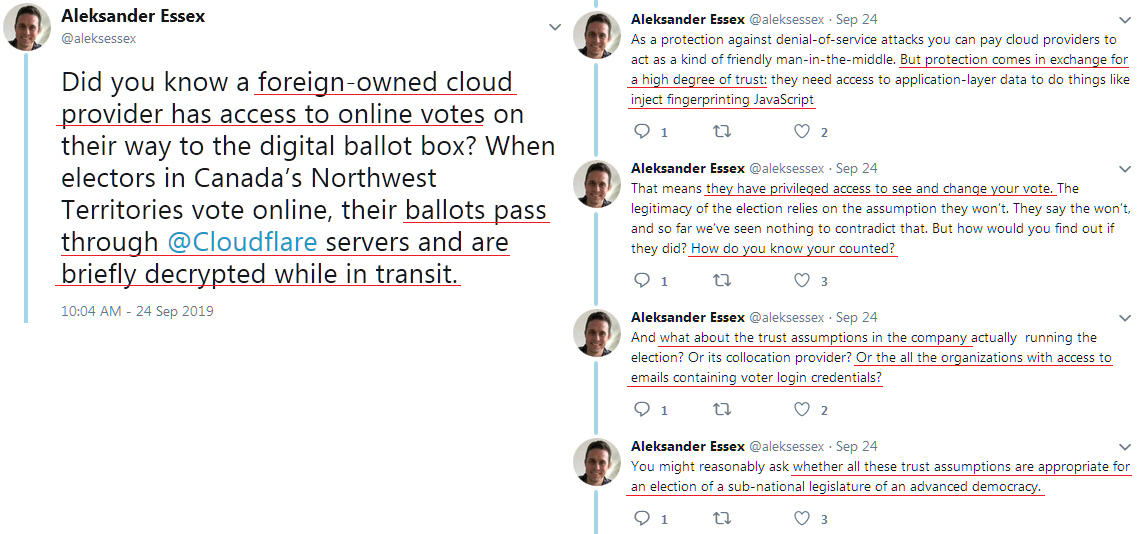 Aleksander Essex
@aleksessex
Did you know a foreign-owned cloud
provider has access to online votes on
their way to the digital ballot box? When
electors in Canada’s Northwest
Territories vote online, their ballots pass
through @Cloudflare servers and are
briefly decrypted while in transit.
10:04 AM - 24 Sep 2019
Aleksander Essex @aleksessex · Sep 24
As a protection against denial-of-service attacks you can pay cloud providers to
act as a kind of friendly man-in-the-middle. But protection comes in exchange for
a high degree of trust: they need access to application-layer data to do things like
inject fingerprinting JavaScript
1 2
Aleksander Essex @aleksessex · Sep 24
That means they have privileged access to see and change your vote. The
legitimacy of the election relies on the assumption they won’t. They say the won’t,
and so far we’ve seen nothing to contradict that. But how would you find out if
they did? How do you know your counted?
1 3
Aleksander Essex @aleksessex · Sep 24
And what about the trust assumptions in the company actually running the
election? Or its collocation provider? Or the all the organizations with access to
emails containing voter login credentials?
1 2
Aleksander Essex @aleksessex · Sep 24
You might reasonably ask whether all these trust assumptions are appropriate for
an election of a sub-national legislature of an advanced democracy.
1 3